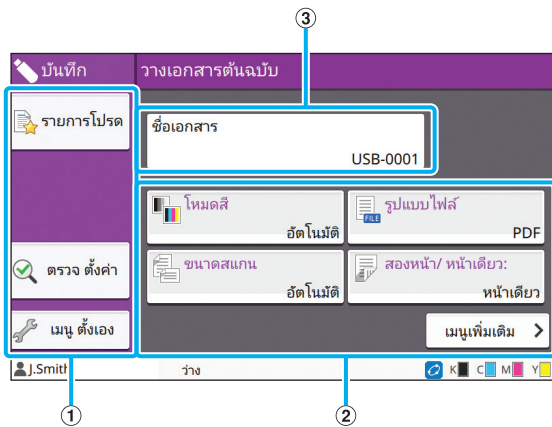 ③
บันทึก
วางเอกสารต้นฉบับ
รายการโปรด
ชื่อเอกสาร
USB-0001
โหมดสี
อัตโนมัติ
รูปแบบไฟล์
FILE
PDF
ตรวจ ตั้งค่า
ขนาดสแกน
อัตโนมัติ
สองหน้า/ หน้าเดียว:
หน้าเดียว
เมนู ตั้งเอง
เมนูเพิ่มเติม
J.Smith
ว่าง
K C M Y
① ②